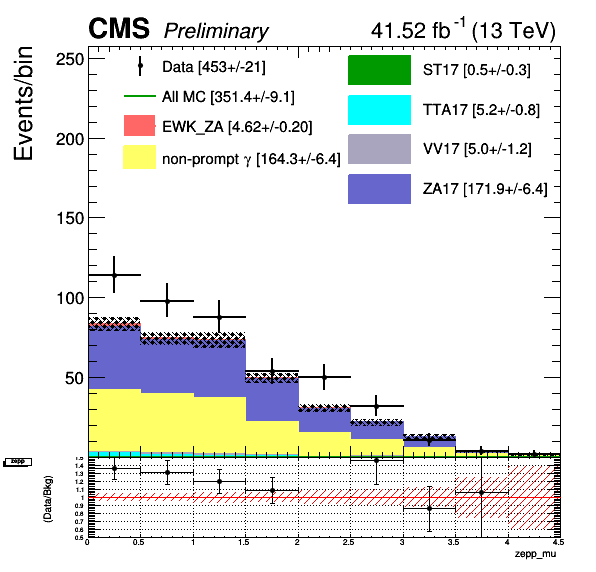 CMS Preliminary 41.52 fb⁻¹ (13 TeV)
Events/bin
250
200
150
100
50
Data [453+/-21]
All MC [351.4+/-9.1]
EWK_ZA [4.62+/-0.20]
non-prompt γ [164.3+/-6.4]
ST17 [0.5+/-0.3]
TTA17 [5.2+/-0.8]
VV17 [5.0+/-1.2]
ZA17 [171.9+/-6.4]
zepp
(Data/Bkg)
1.5
1.4
1.3
1.2
1.1
1
0.9
0.8
0.7
0.6
0.5
0 0.5 1 1.5 2 2.5 3 3.5 4 4.5
zepp_mu